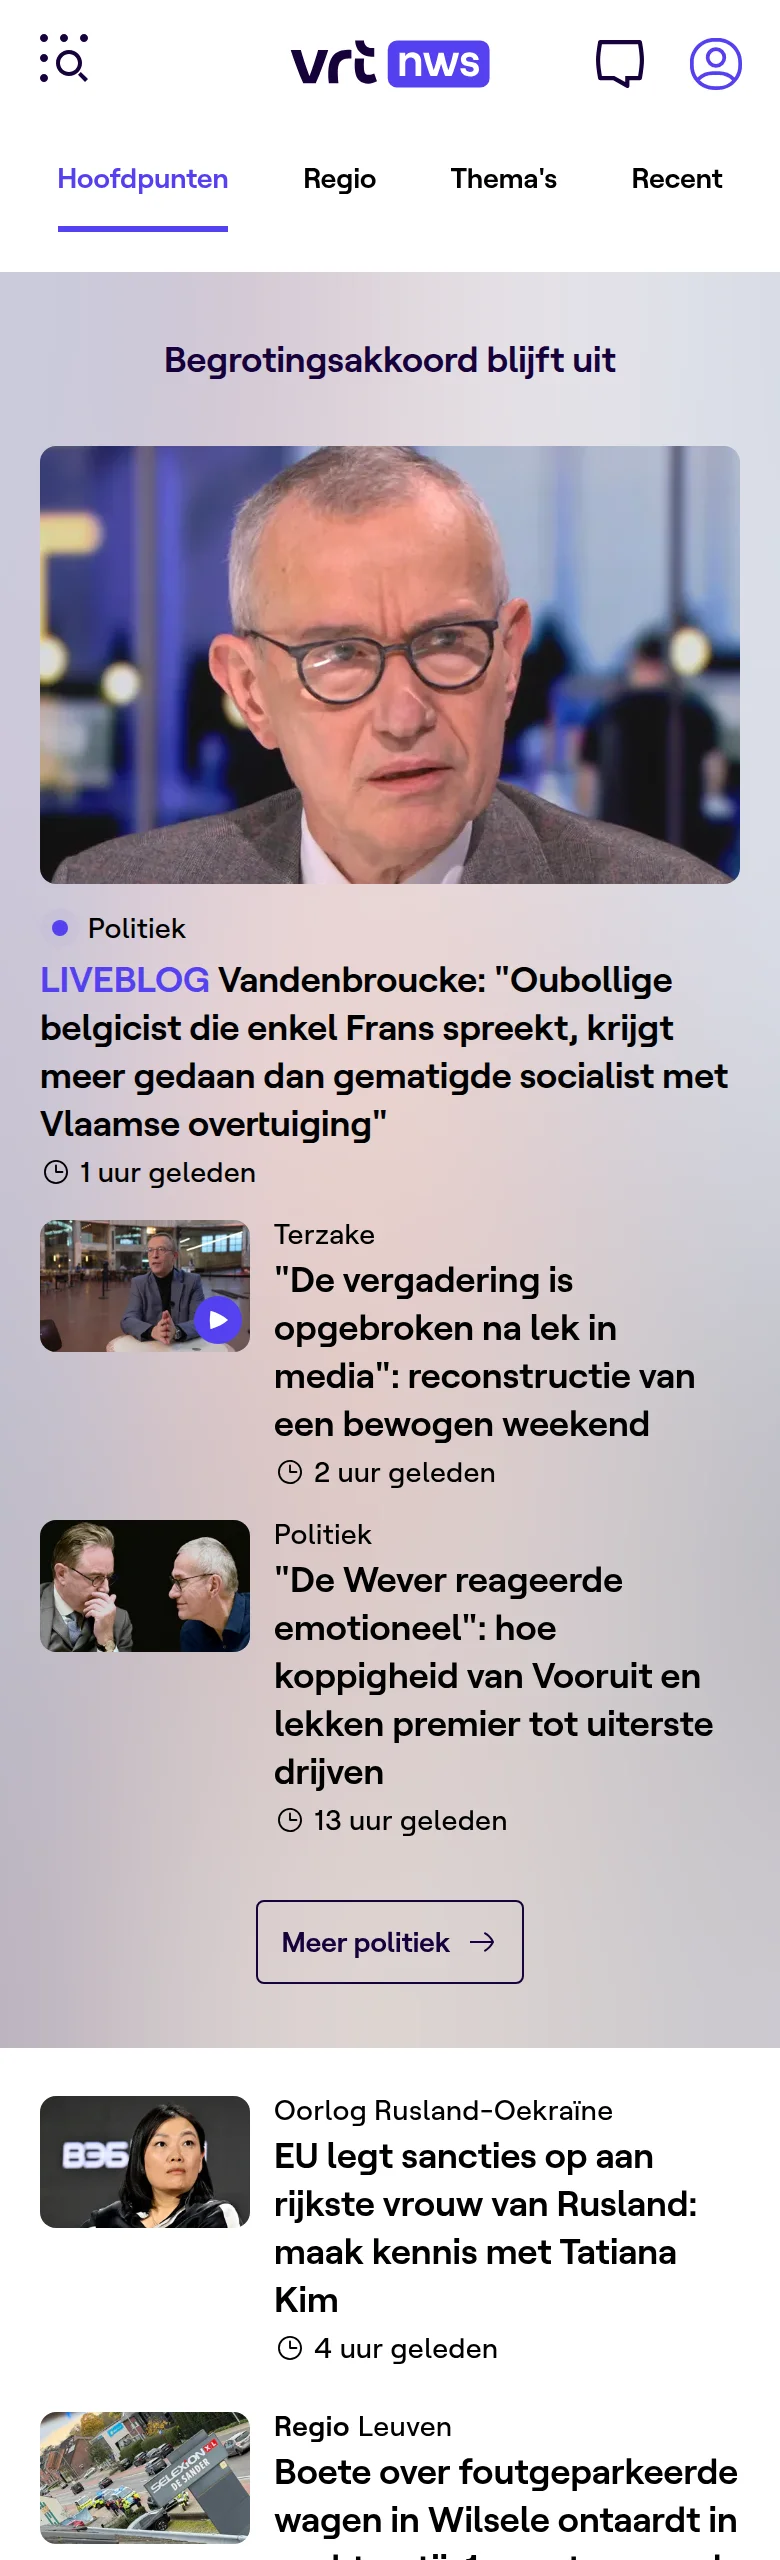 vrt nws
Hoofdpunten Regio Thema's Recent
Begrotingsakkoord blijft uit
Politiek
LIVEBLOG Vandenbroucke: "Oubollige
belgicist die enkel Frans spreekt, krijgt
meer gedaan dan gematigde socialist met
Vlaamse overtuiging"
1 uur geleden
Terzake
"De vergadering is
opgebroken na lek in
media": reconstructie van
een bewogen weekend
2 uur geleden
Politiek
"De Wever reageerde
emotioneel": hoe
koppigheid van Vooruit en
lekken premier tot uiterste
drijven
13 uur geleden
Meer politiek
Oorlog Rusland-Oekraïne
EU legt sancties op aan
rijkste vrouw van Rusland:
maak kennis met Tatiana
Kim
4 uur geleden
SELEXION XL
DE SANDER
Regio Leuven
Boete over foutgeparkeerde
wagen in Wilsele ontaardt in